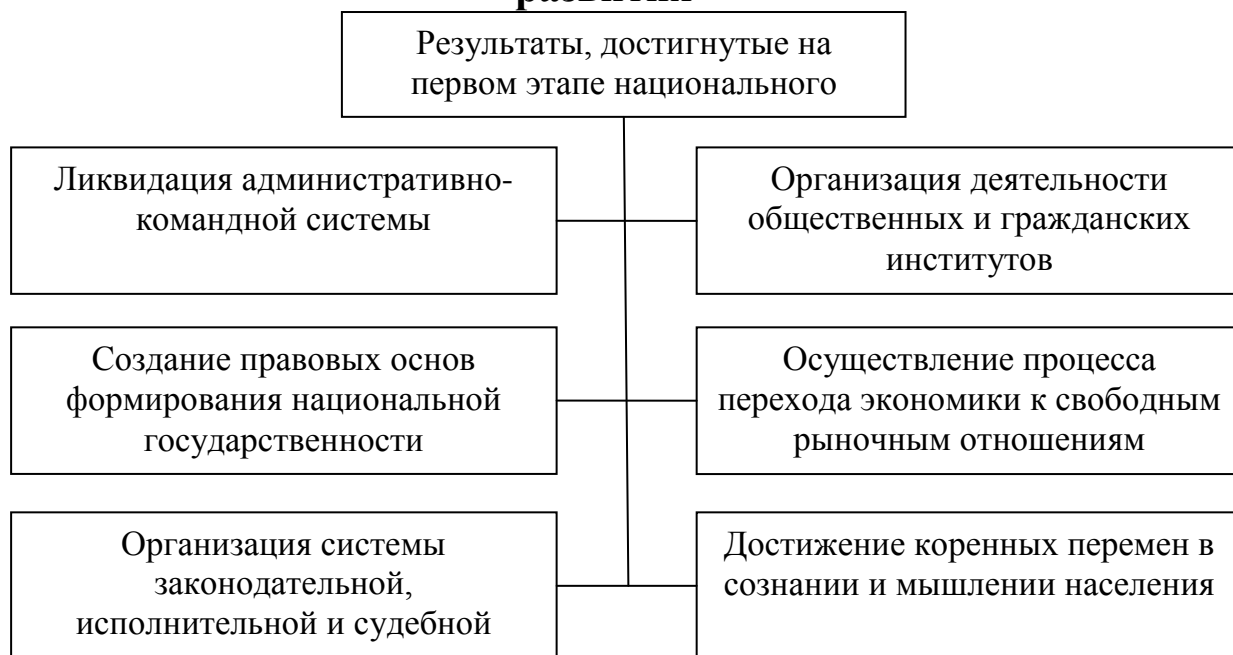 Результаты, достигнутые на
первом этапе национального
Ликвидация административно-
командной системы
Организация деятельности
общественных и гражданских
институтов
Создание правовых основ
формирования национальной
государственности
Осуществление процесса
перехода экономики к свободным
рыночным отношениям
Организация системы
законодательной,
исполнительной и судебной
Достижение коренных перемен в
сознании и мышлении населения